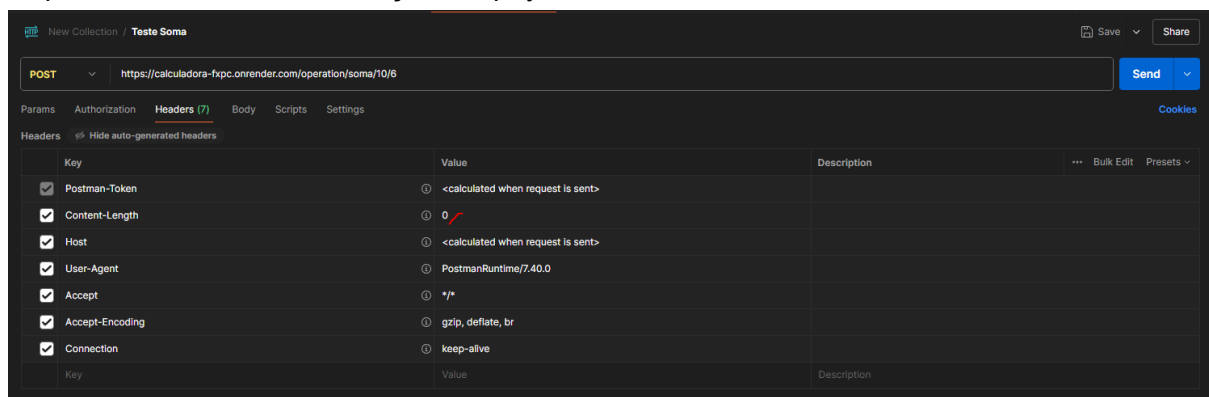 HTTP New Collection / Teste Soma Save Share
POST https://calculadora-fxpc.onrender.com/operation/soma/10/6 Send
Params Authorization Headers (7) Body Scripts Settings Cookies
Headers Hide auto-generated headers
Key Value Description ••• Bulk Edit Presets
Postman-Token <calculated when request is sent>
Content-Length 0
Host <calculated when request is sent>
User-Agent PostmanRuntime/7.40.0
Accept */*
Accept-Encoding gzip, deflate, br
Connection keep-alive
Key Value Description